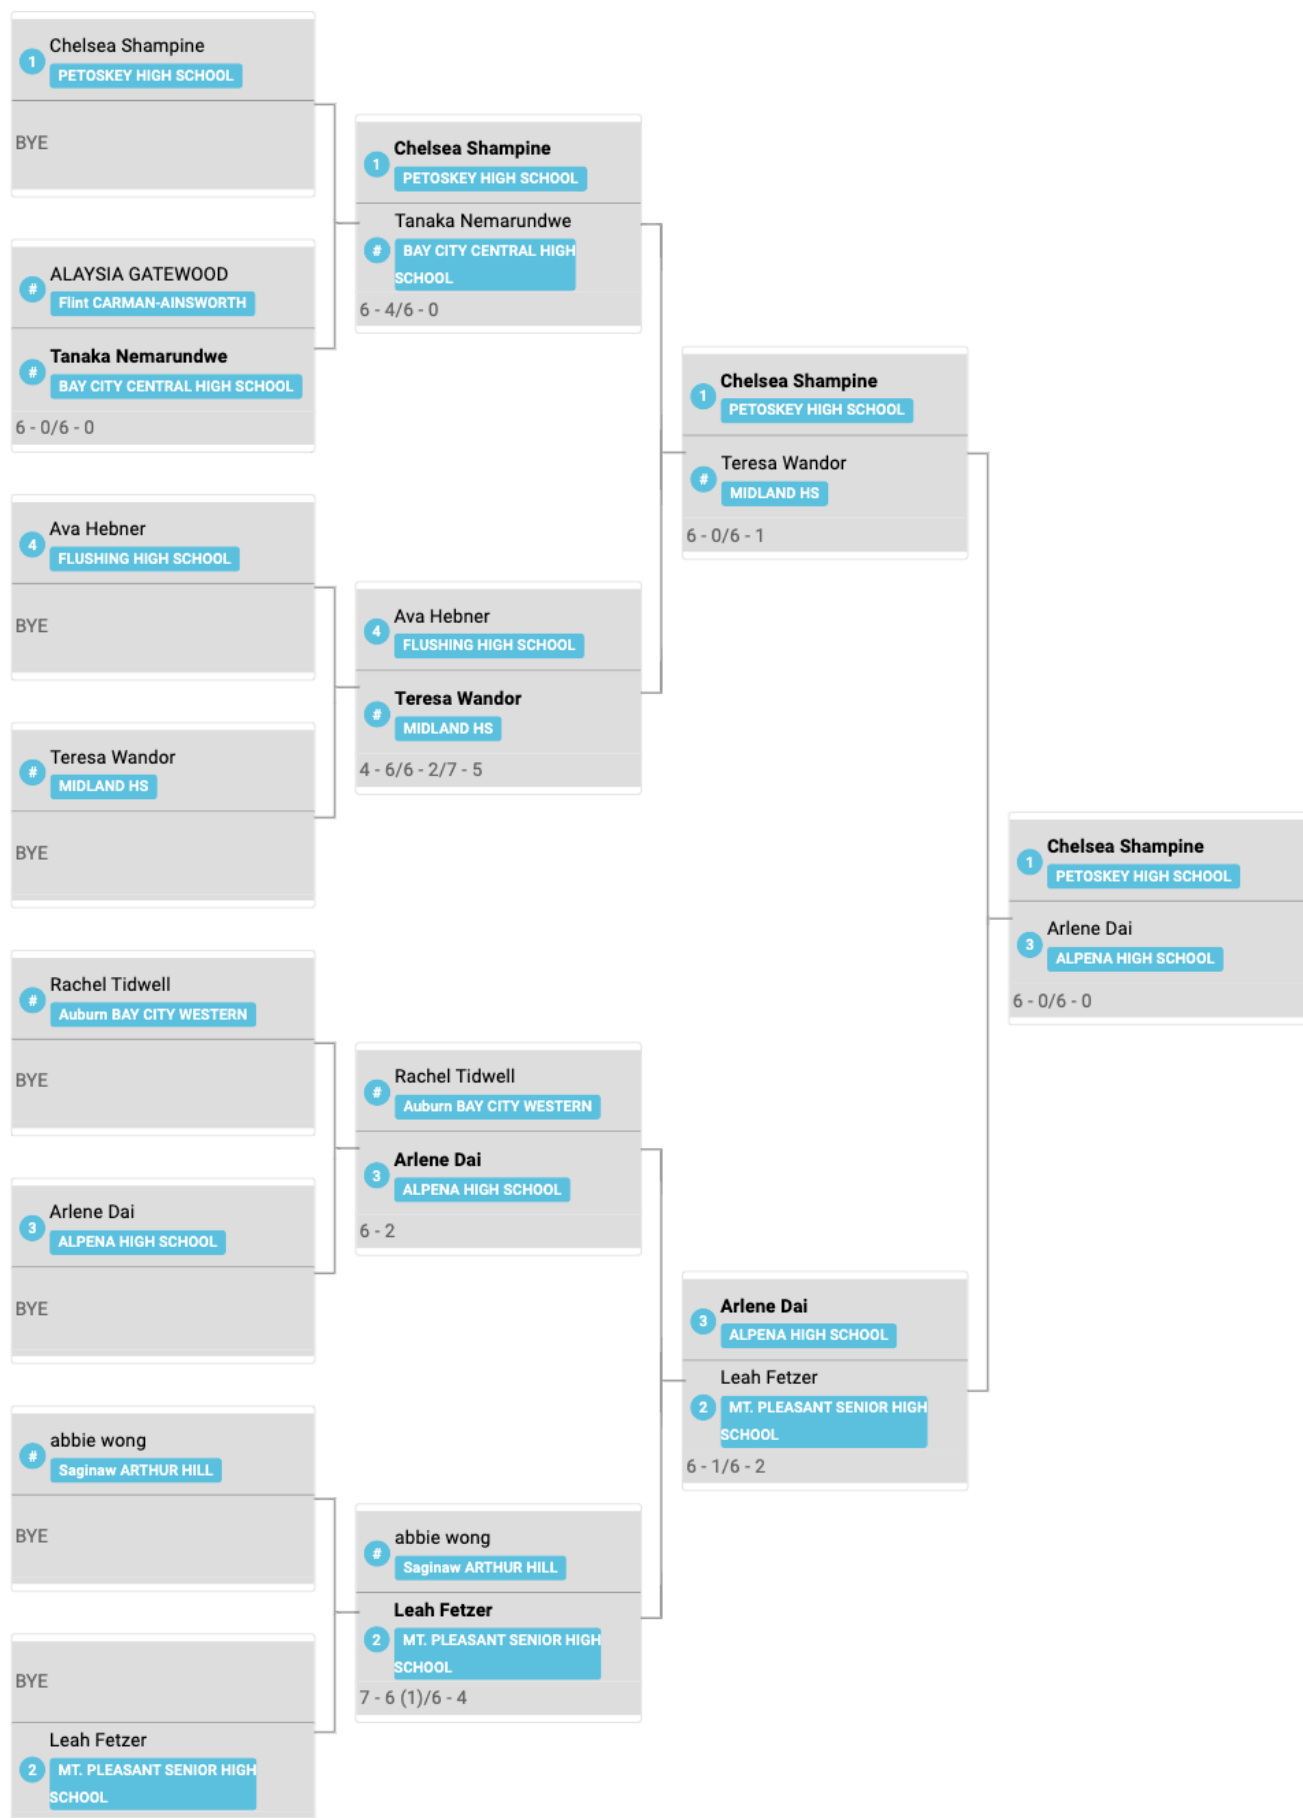 1
Chelsea Shampine
PETOSKEY HIGH SCHOOL
BYE
#
ALAYSIA GATEWOOD
Flint CARMAN-AINSWORTH
#
Tanaka Nemarundwe
BAY CITY CENTRAL HIGH SCHOOL
6 - 0/6 - 0
4
Ava Hebner
FLUSHING HIGH SCHOOL
BYE
#
Teresa Wandor
MIDLAND HS
BYE
#
Rachel Tidwell
Auburn BAY CITY WESTERN
BYE
3
Arlene Dai
ALPENA HIGH SCHOOL
BYE
#
abbie wong
Saginaw ARTHUR HILL
BYE
BYE
2
Leah Fetzer
MT. PLEASANT SENIOR HIGH
SCHOOL
1
Chelsea Shampine
PETOSKEY HIGH SCHOOL
#
Tanaka Nemarundwe
BAY CITY CENTRAL HIGH
SCHOOL
6 - 4/6 - 0
4
Ava Hebner
FLUSHING HIGH SCHOOL
#
Teresa Wandor
MIDLAND HS
4 - 6/6 - 2/7 - 5
#
Rachel Tidwell
Auburn BAY CITY WESTERN
3
Arlene Dai
ALPENA HIGH SCHOOL
6 - 2
#
abbie wong
Saginaw ARTHUR HILL
2
Leah Fetzer
MT. PLEASANT SENIOR HIGH
SCHOOL
7 - 6 (1)/6 - 4
1
Chelsea Shampine
PETOSKEY HIGH SCHOOL
#
Teresa Wandor
MIDLAND HS
6 - 0/6 - 1
3
Arlene Dai
ALPENA HIGH SCHOOL
2
Leah Fetzer
MT. PLEASANT SENIOR HIGH
SCHOOL
6 - 1/6 - 2
1
Chelsea Shampine
PETOSKEY HIGH SCHOOL
3
Arlene Dai
ALPENA HIGH SCHOOL
6 - 0/6 - 0